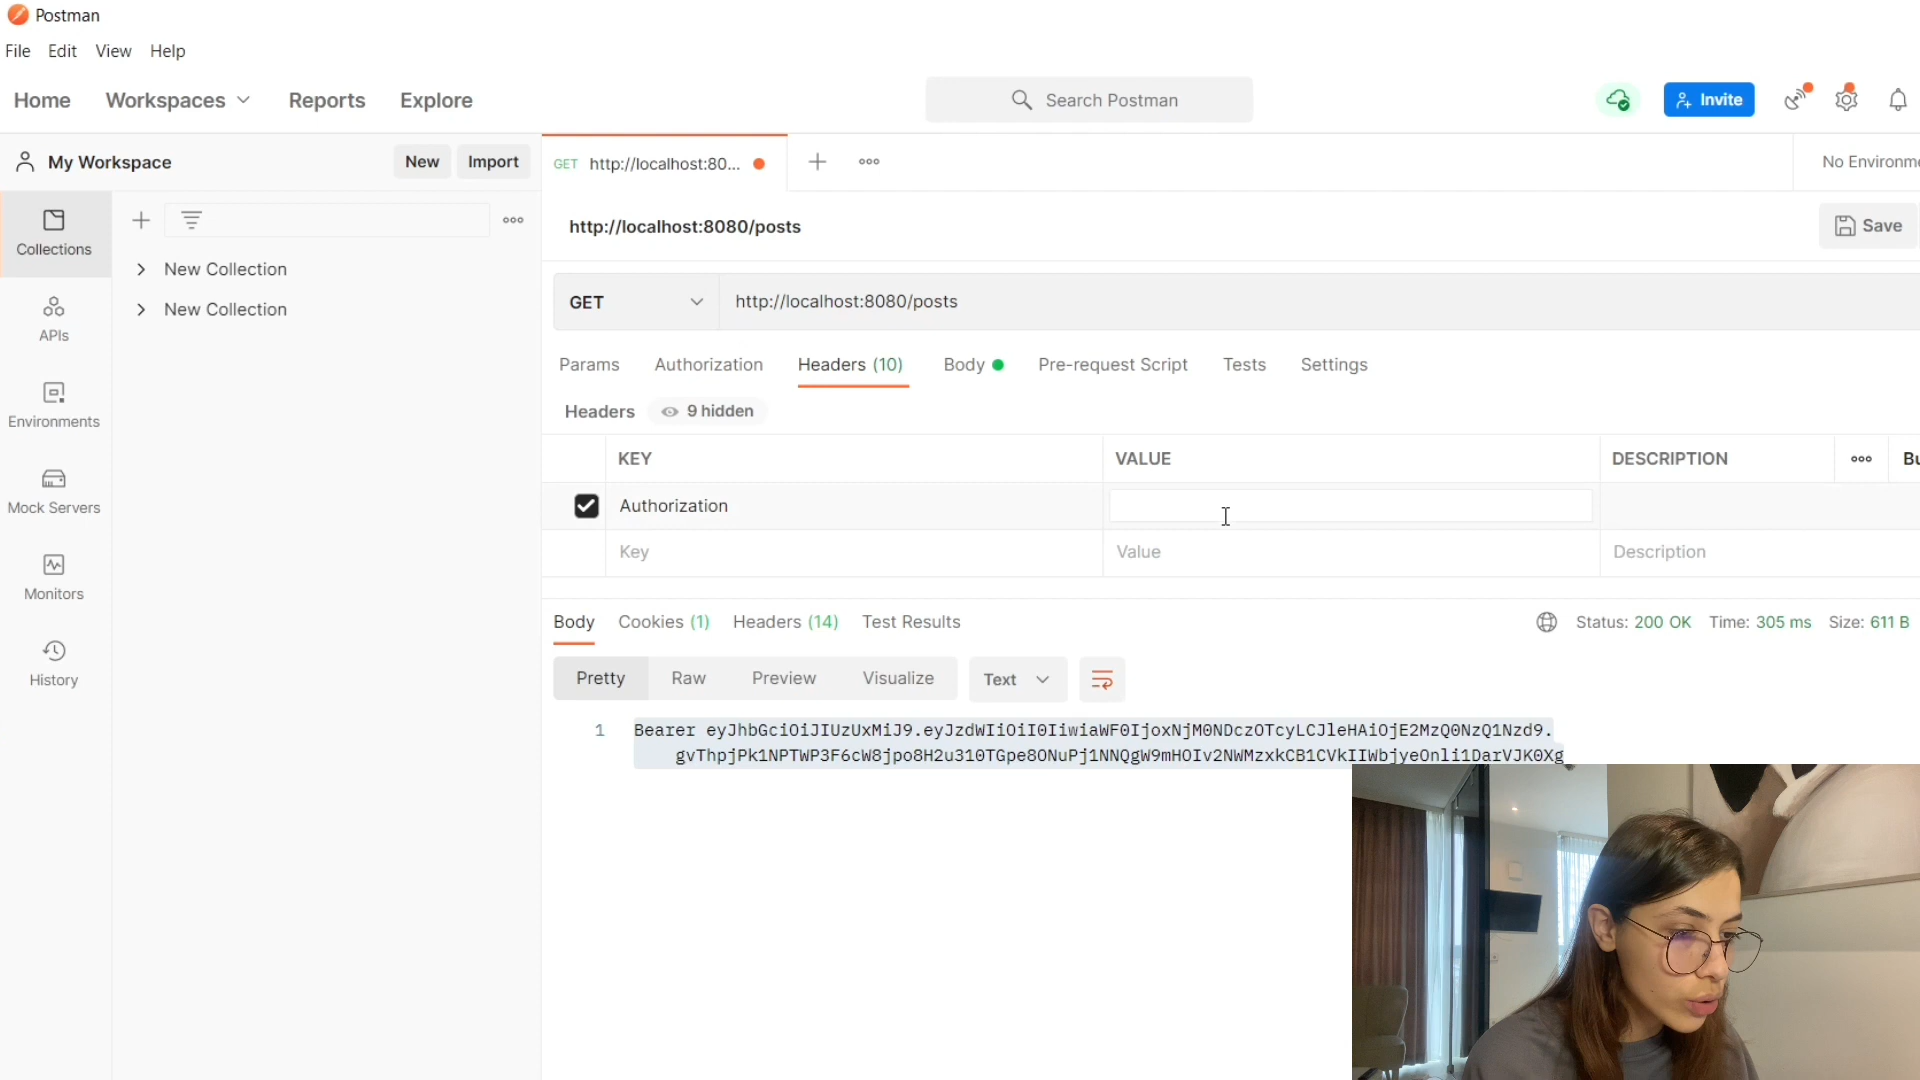 Postman
File Edit View Help
Home Workspaces Reports Explore Search Postman Invite
My Workspace New Import GET http://localhost:80... No Environme
http://localhost:8080/posts Save
Collections
New Collection
New Collection
GET http://localhost:8080/posts
APIs
Params Authorization Headers (10) Body Pre-request Script Tests Settings
Environments
Headers 9 hidden
KEY VALUE DESCRIPTION Bu
Mock Servers
Authorization
Key Value Description
Monitors
Body Cookies (1) Headers (14) Test Results Status: 200 OK Time: 305 ms Size: 611 B
History
Pretty Raw Preview Visualize Text
1 Bearer eyJhbGciOiJIUzUxMiJ9.eyJzdWIiOiI0IiwiaWF0IjoxNjM0NDczOTcyLCJleHAiOjE2MzQ0NzQ1Nzd9.
gvThpjPk1NPTWP3F6cW8jpo8H2u310TGpe8ONuPj1NNQgW9mHOIv2NWMzxkCB1CVkIIWbjyeOnli1DarVJK0Xg